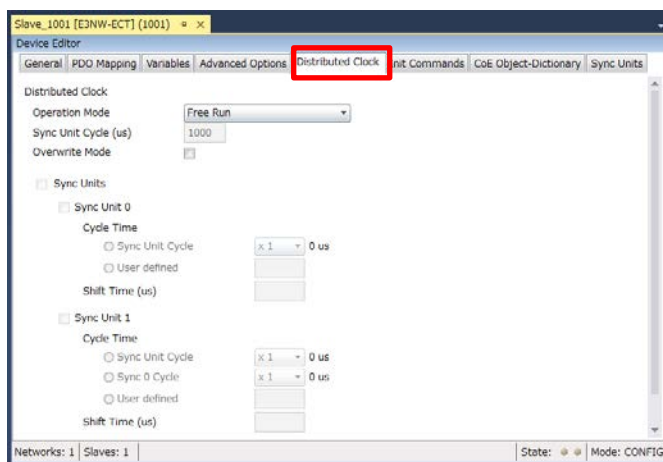 Slave_1001 [E3NW-ECT] (1001)
Device Editor
General PDO Mapping Variables Advanced Options Distributed Clock nit Commands CoE Object-Dictionary Sync Units
Distributed Clock
Operation Mode Free Run
Sync Unit Cycle (us) 1000
Overwrite Mode
Sync Units
Sync Unit 0
Cycle Time
Sync Unit Cycle x 1 0 us
User defined
Shift Time (us)
Sync Unit 1
Cycle Time
Sync Unit Cycle x 1 0 us
Sync 0 Cycle x 1 0 us
User defined
Shift Time (us)
Networks: 1 Slaves: 1 State: Mode: CONFIG